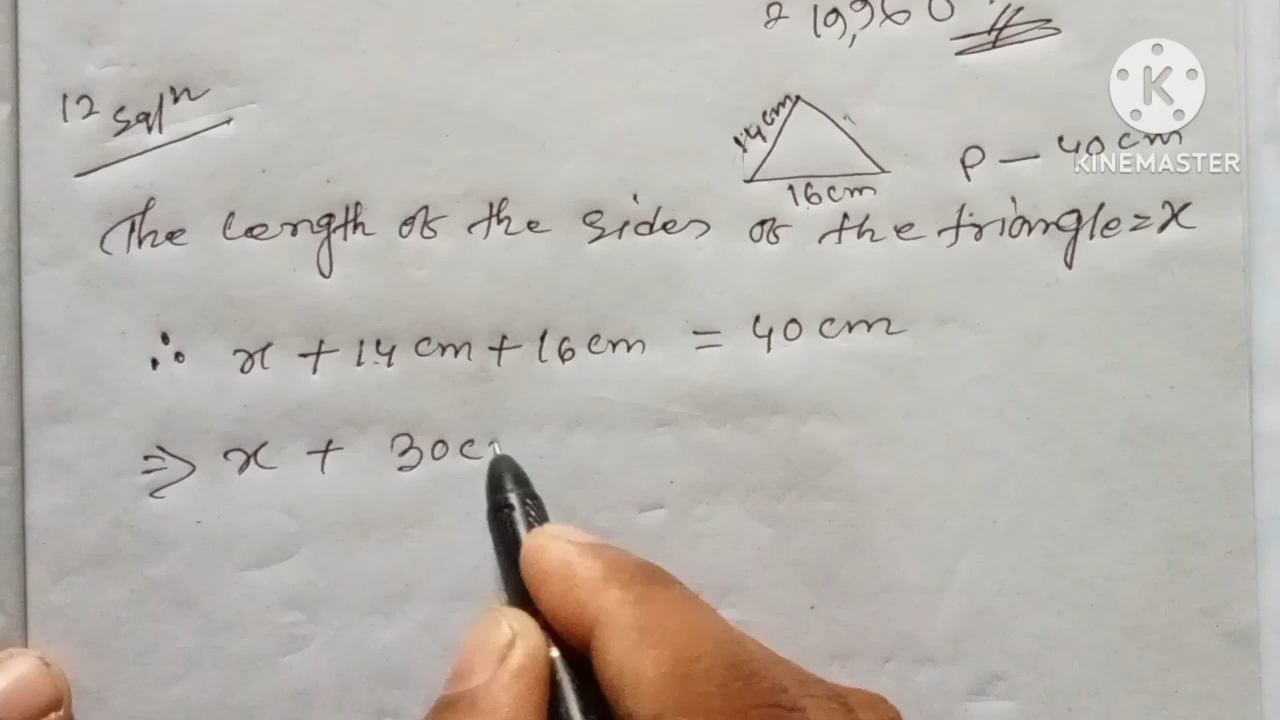 = 19,960
12 Solⁿ
14cm
16cm
P - 40cm
K
KINEMASTER
The length of the sides of the triangle = x
∴ x + 14 cm + 16 cm = 40 cm
⇒ x + 30c